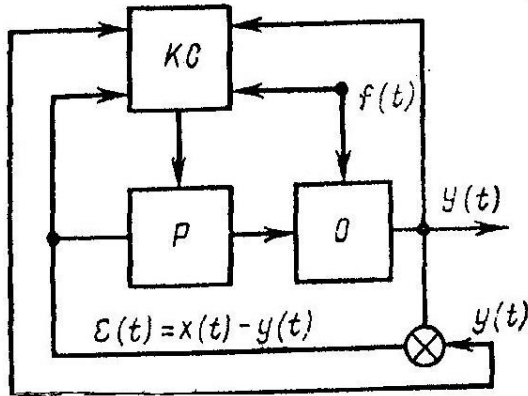 КС
f(t)
P
O
y(t)
ε(t) = x(t) - y(t)
y(t)